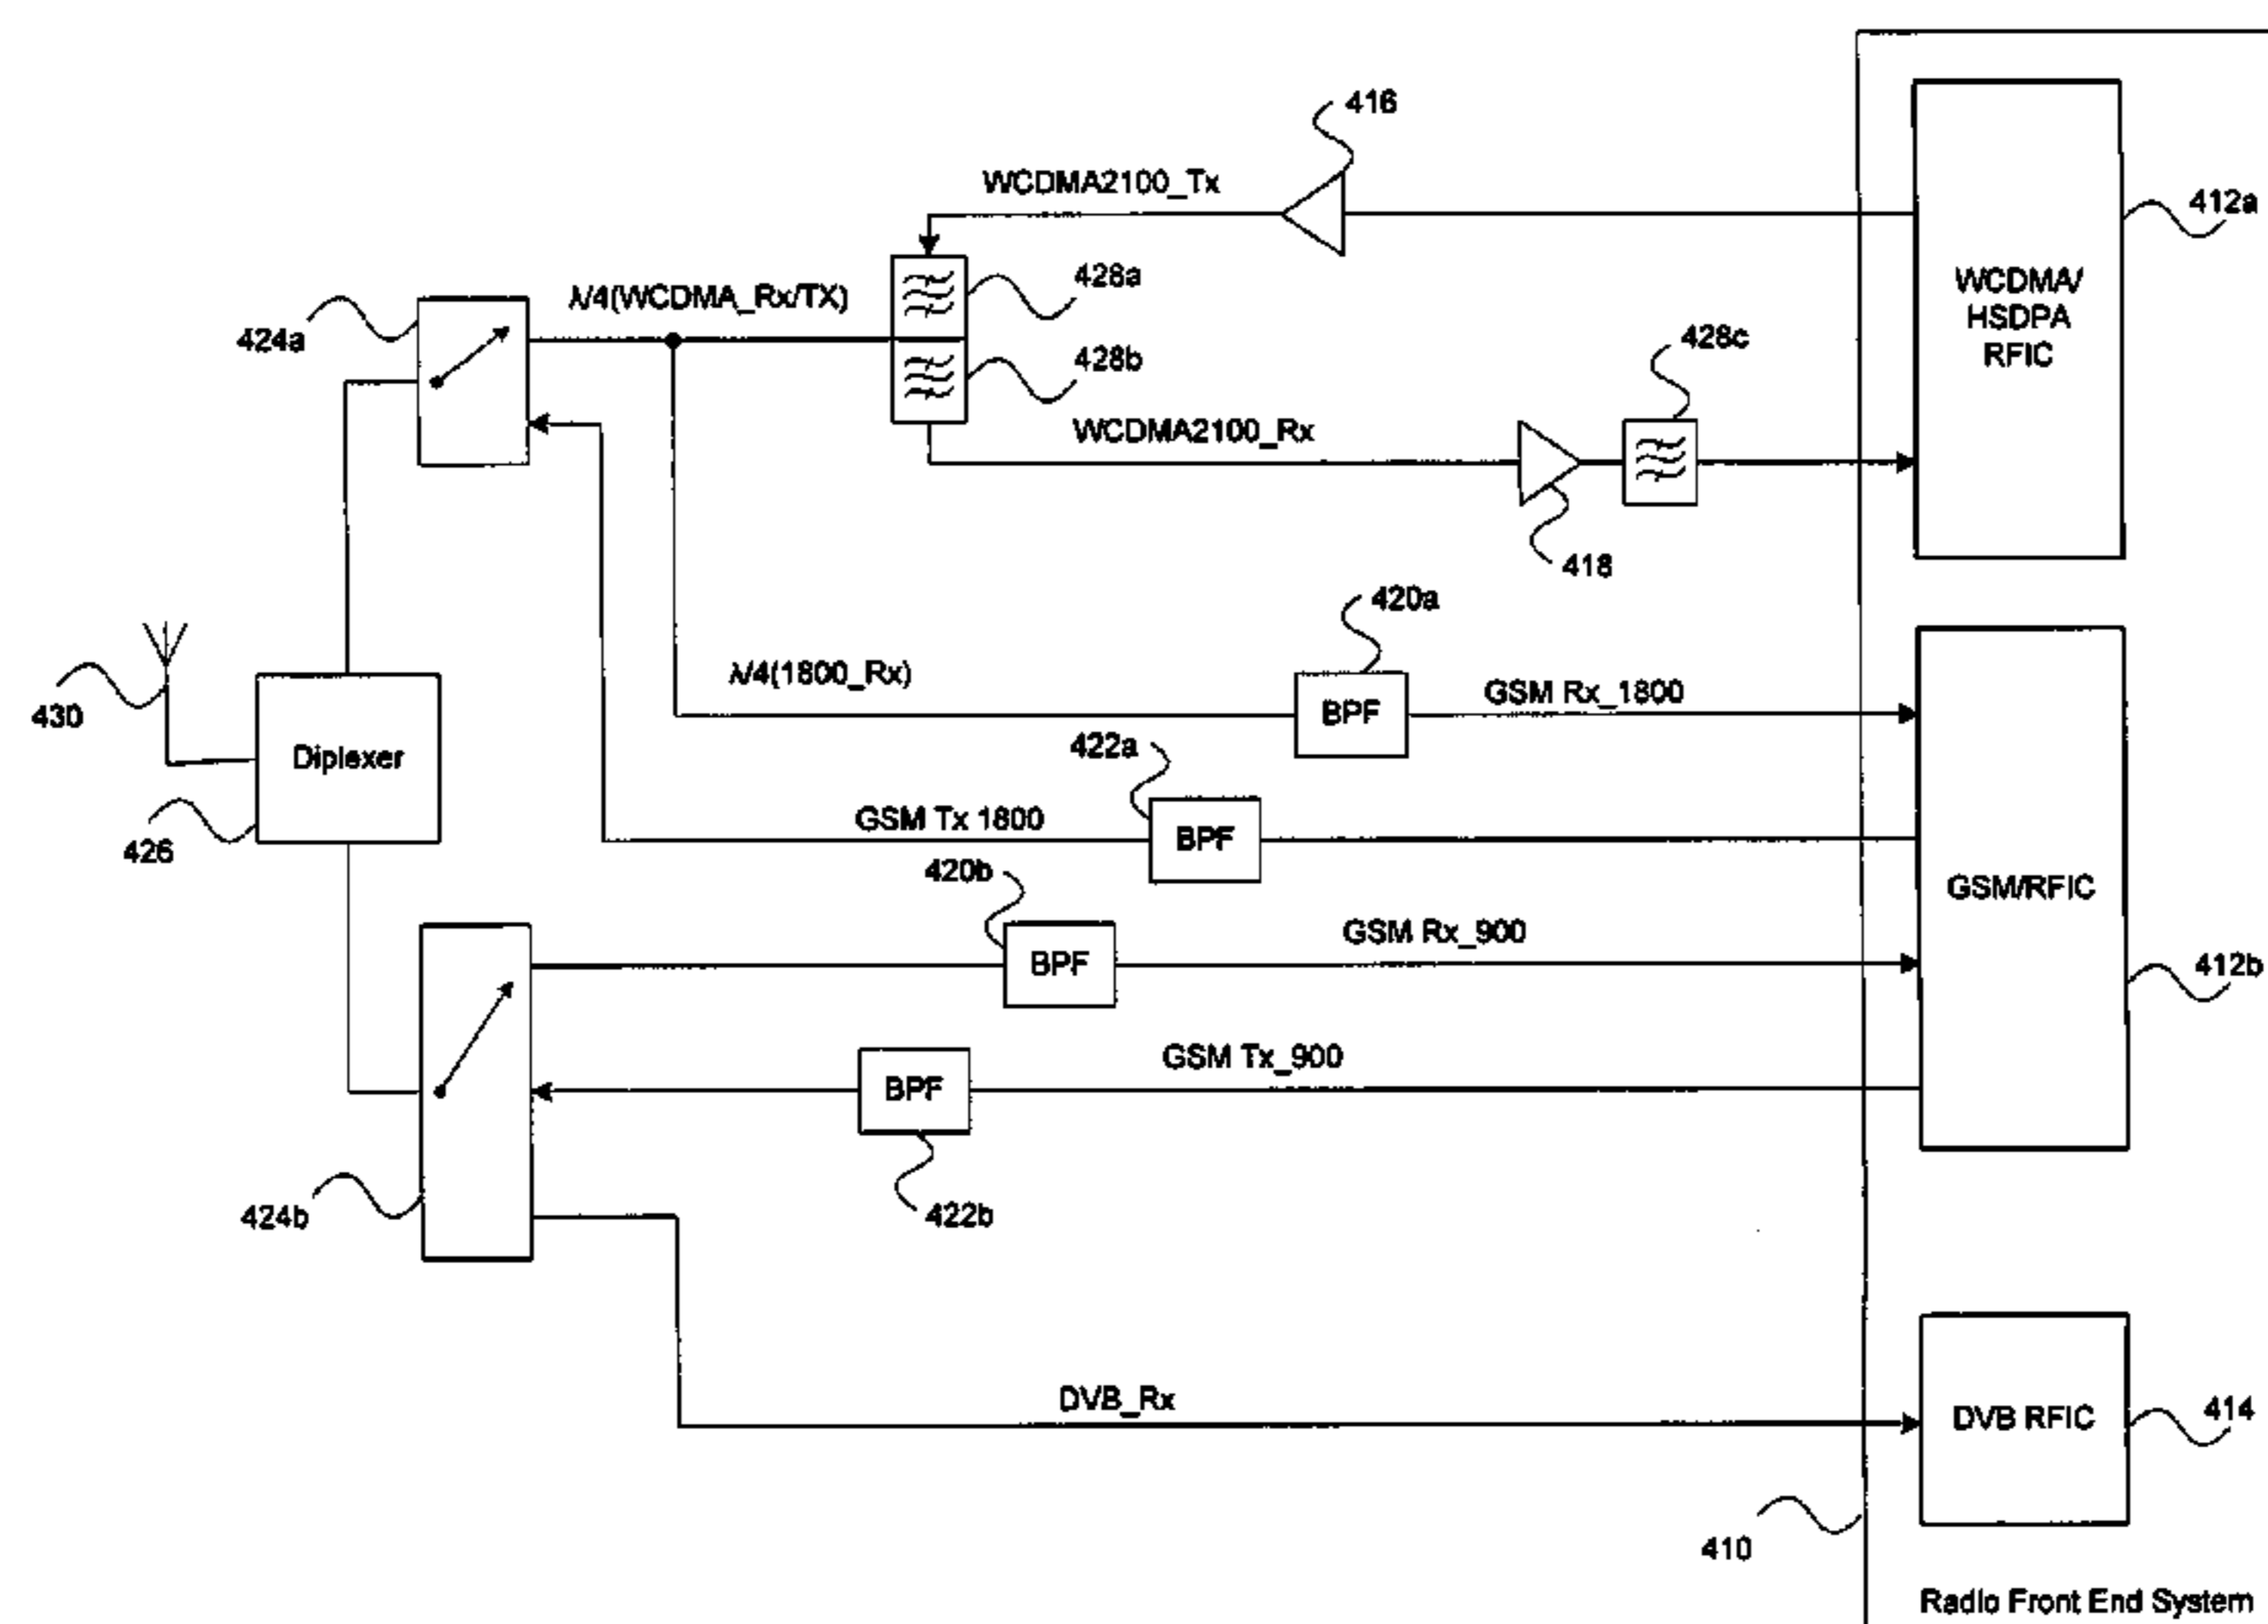 416
WCDMA2100_Tx
412a
WCDMA/
HSDPA
RFIC
428a
λ/4(WCDMA_Rx/TX)
424a
428b
428c
WCDMA2100_Rx
418
420a
λ/4(1800_Rx)
GSM Rx_1800
430
BPF
422a
Diplexer
GSM Tx 1800
BPF
426
420b
GSM/RFIC
GSM Rx_900
BPF
412b
GSM Tx_900
BPF
424b
422b
DVB_Rx
DVB RFIC
414
410
Radio Front End System